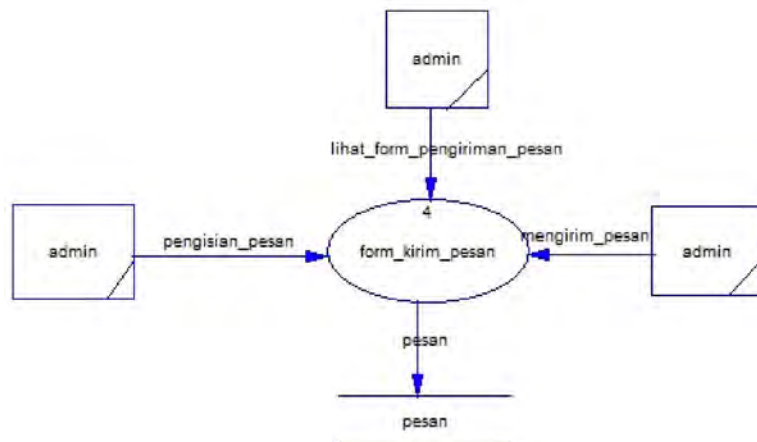 admin
lihat_form_pengiriman_pesan
4
admin
pengisian_pesan
form_kirim_pesan
mengirim_pesan
admin
pesan
pesan